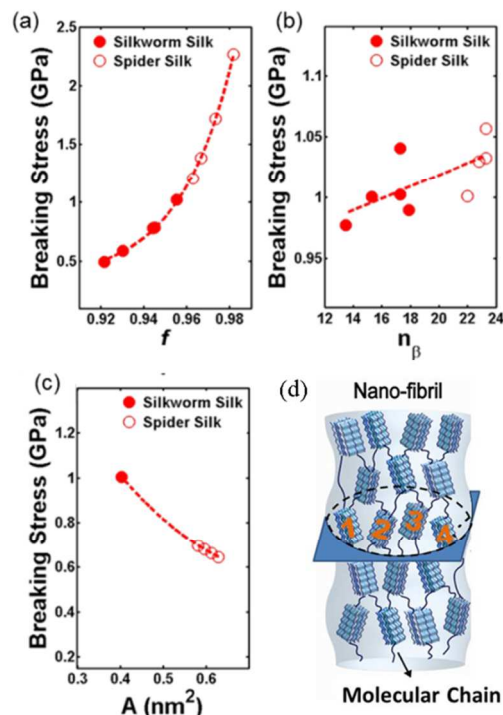 (a)
Silkworm Silk
Spider Silk
Breaking Stress (GPa)
2.5
2
1.5
1
0.5
0.92 0.94 0.96 0.98
f
(b)
Silkworm Silk
Spider Silk
Breaking Stress (GPa)
1.1
1.05
1
0.95
12 14 16 18 20 22 24
nβ
(c)
Silkworm Silk
Spider Silk
Breaking Stress (GPa)
1
0.8
0.6
0.4
0.2
0.3 0.4 0.5 0.6
A (nm²)
(d)
Nano-fibril
1 2 3 4
Molecular Chain